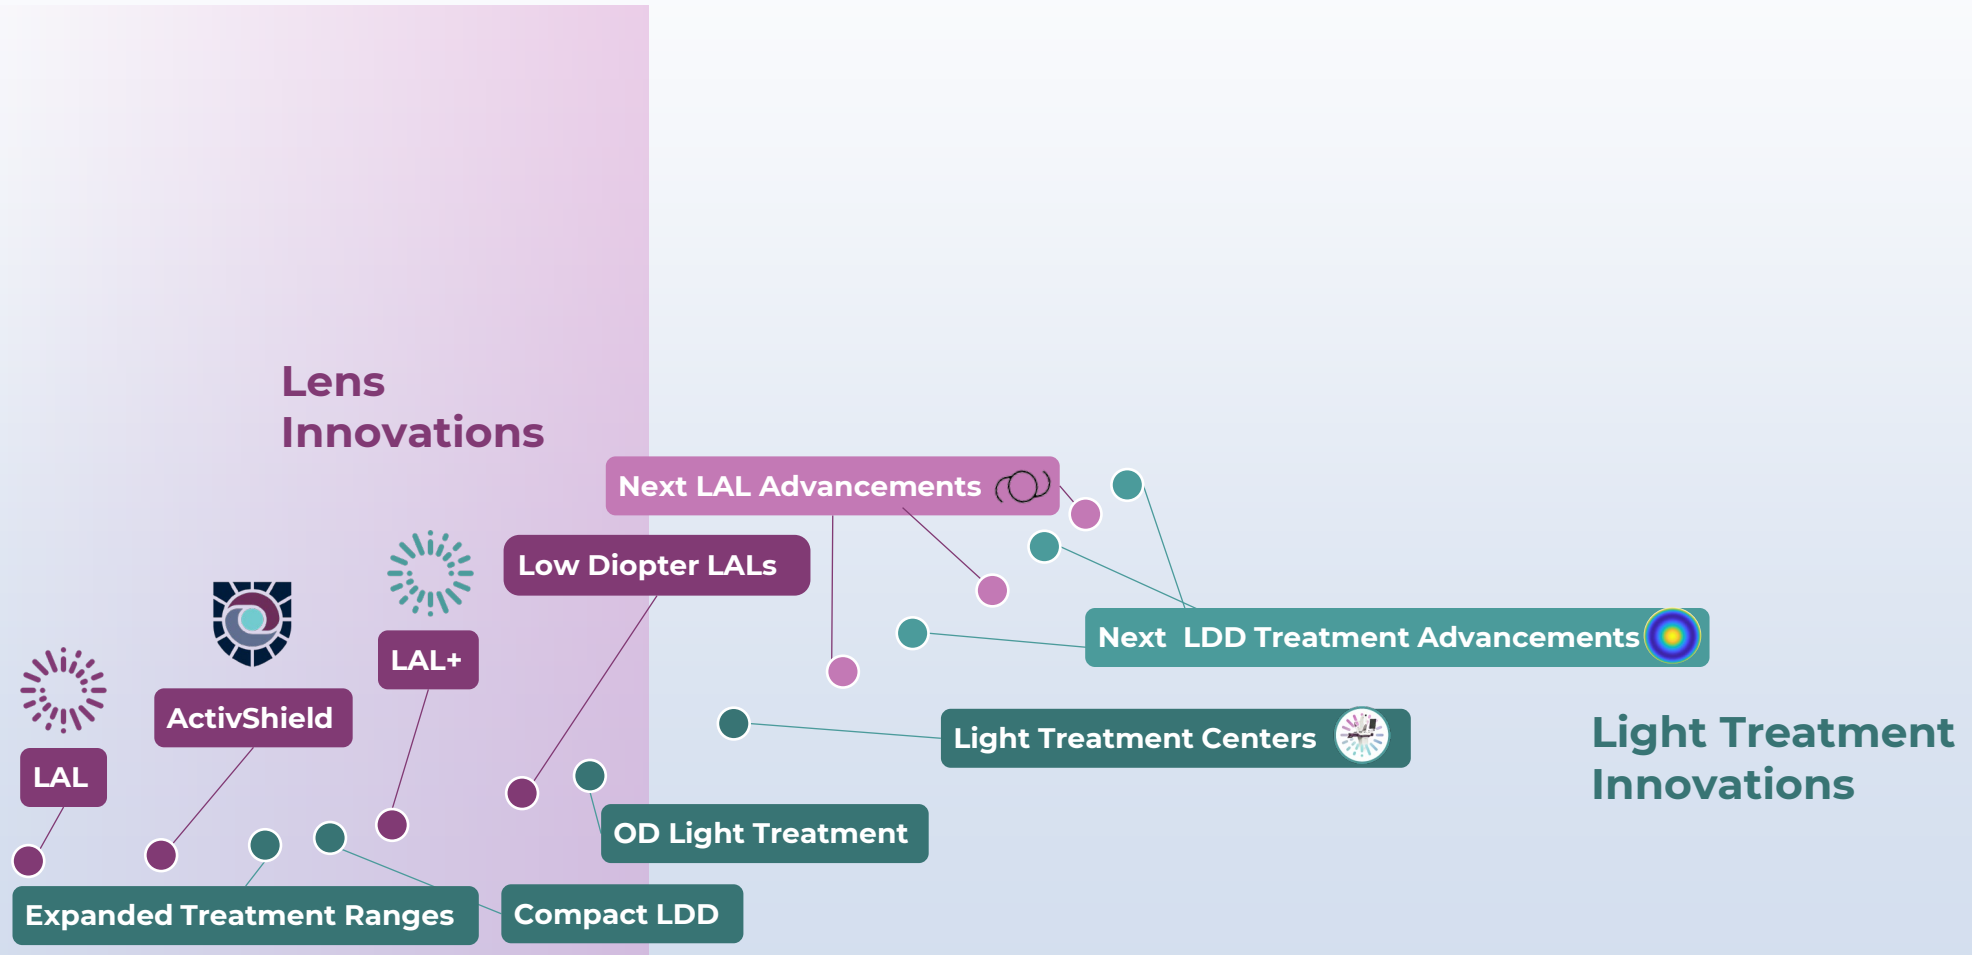 Lens
Innovations
Next LAL Advancements
Low Diopter LALs
LAL+
ActivShield
LAL
Next  LDD Treatment Advancements
Light Treatment Centers
Light Treatment
Innovations
OD Light Treatment
Expanded Treatment Ranges
Compact LDD